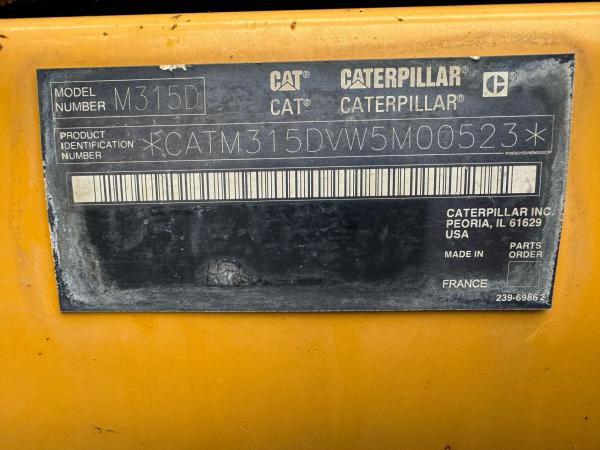 MODEL NUMBER M315D
CAT® CATERPILLAR® C®
CAT® CATERPILLAR®
PRODUCT IDENTIFICATION NUMBER *CATM315DVW5M00523*
CATERPILLAR INC.
PEORIA, IL 61629
USA
MADE IN PARTS ORDER
FRANCE
239-6986 2